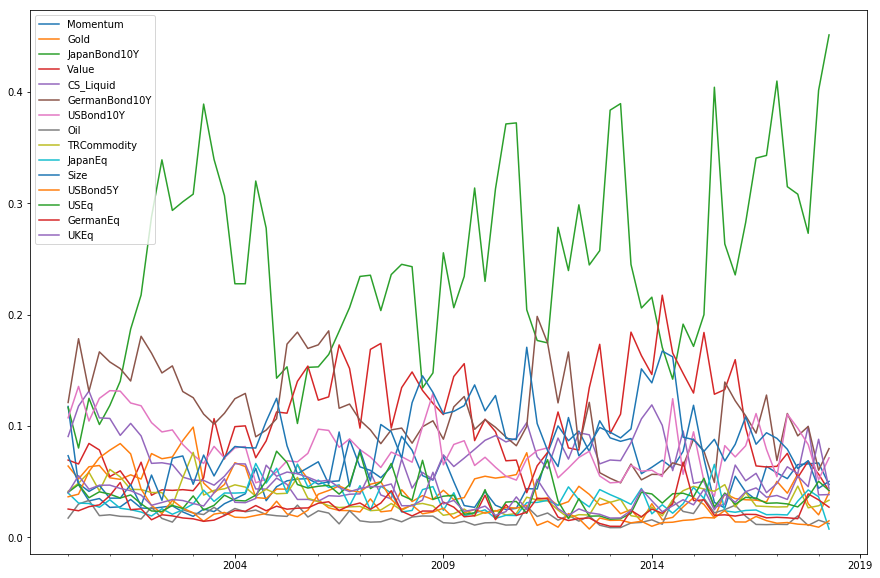 Momentum
Gold
JapanBond10Y
Value
CS_Liquid
GermanBond10Y
USBond10Y
Oil
TRCommodity
JapanEq
Size
USBond5Y
USEq
GermanEq
UKEq
0.4
0.3
0.2
0.1
0.0
2004
2009
2014
2019